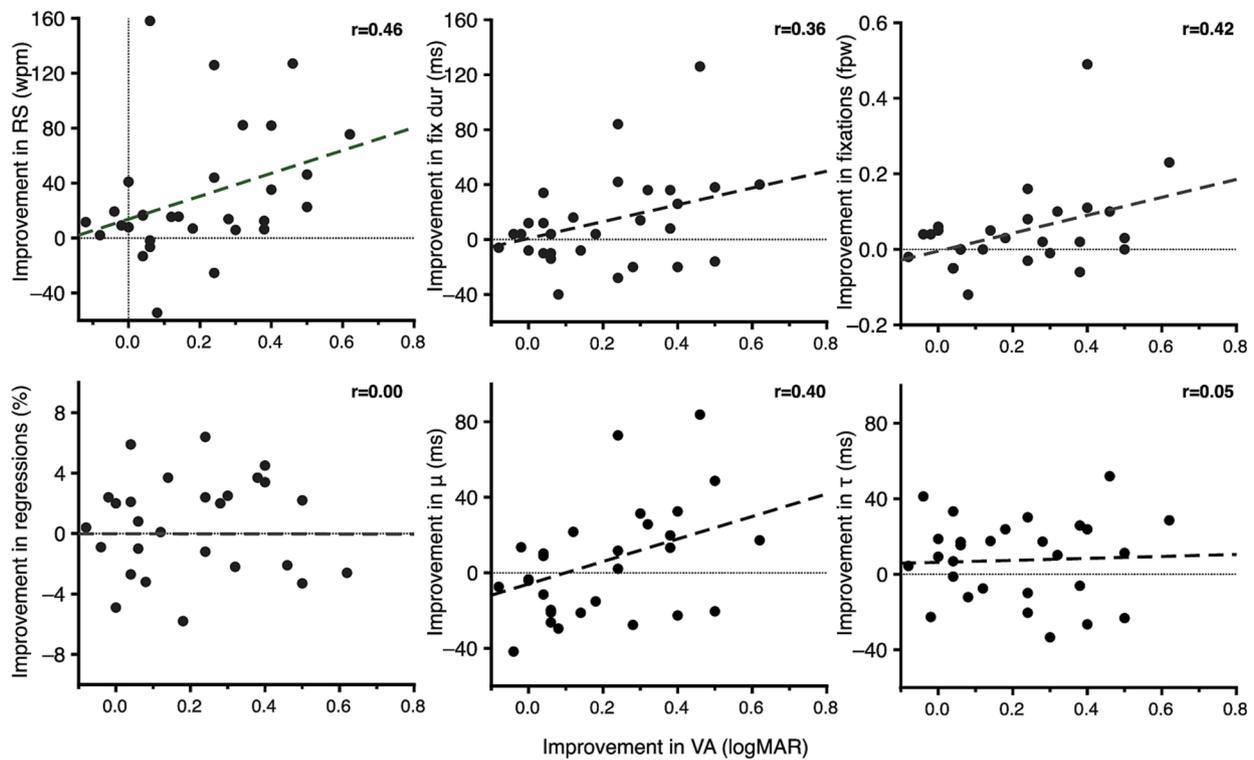 r=0.46
Improvement in RS (wpm)
160
120
80
40
0
−40
0.0 0.2 0.4 0.6 0.8
r=0.36
Improvement in fix dur (ms)
160
120
80
40
0
−40
0.0 0.2 0.4 0.6 0.8
r=0.42
Improvement in fixations (fpw)
0.6
0.4
0.2
0.0
−0.2
0.0 0.2 0.4 0.6 0.8
r=0.00
Improvement in regressions (%)
8
4
0
−4
−8
0.0 0.2 0.4 0.6 0.8
r=0.40
Improvement in μ (ms)
80
40
0
−40
0.0 0.2 0.4 0.6 0.8
r=0.05
Improvement in τ (ms)
80
40
0
−40
0.0 0.2 0.4 0.6 0.8
Improvement in VA (logMAR)